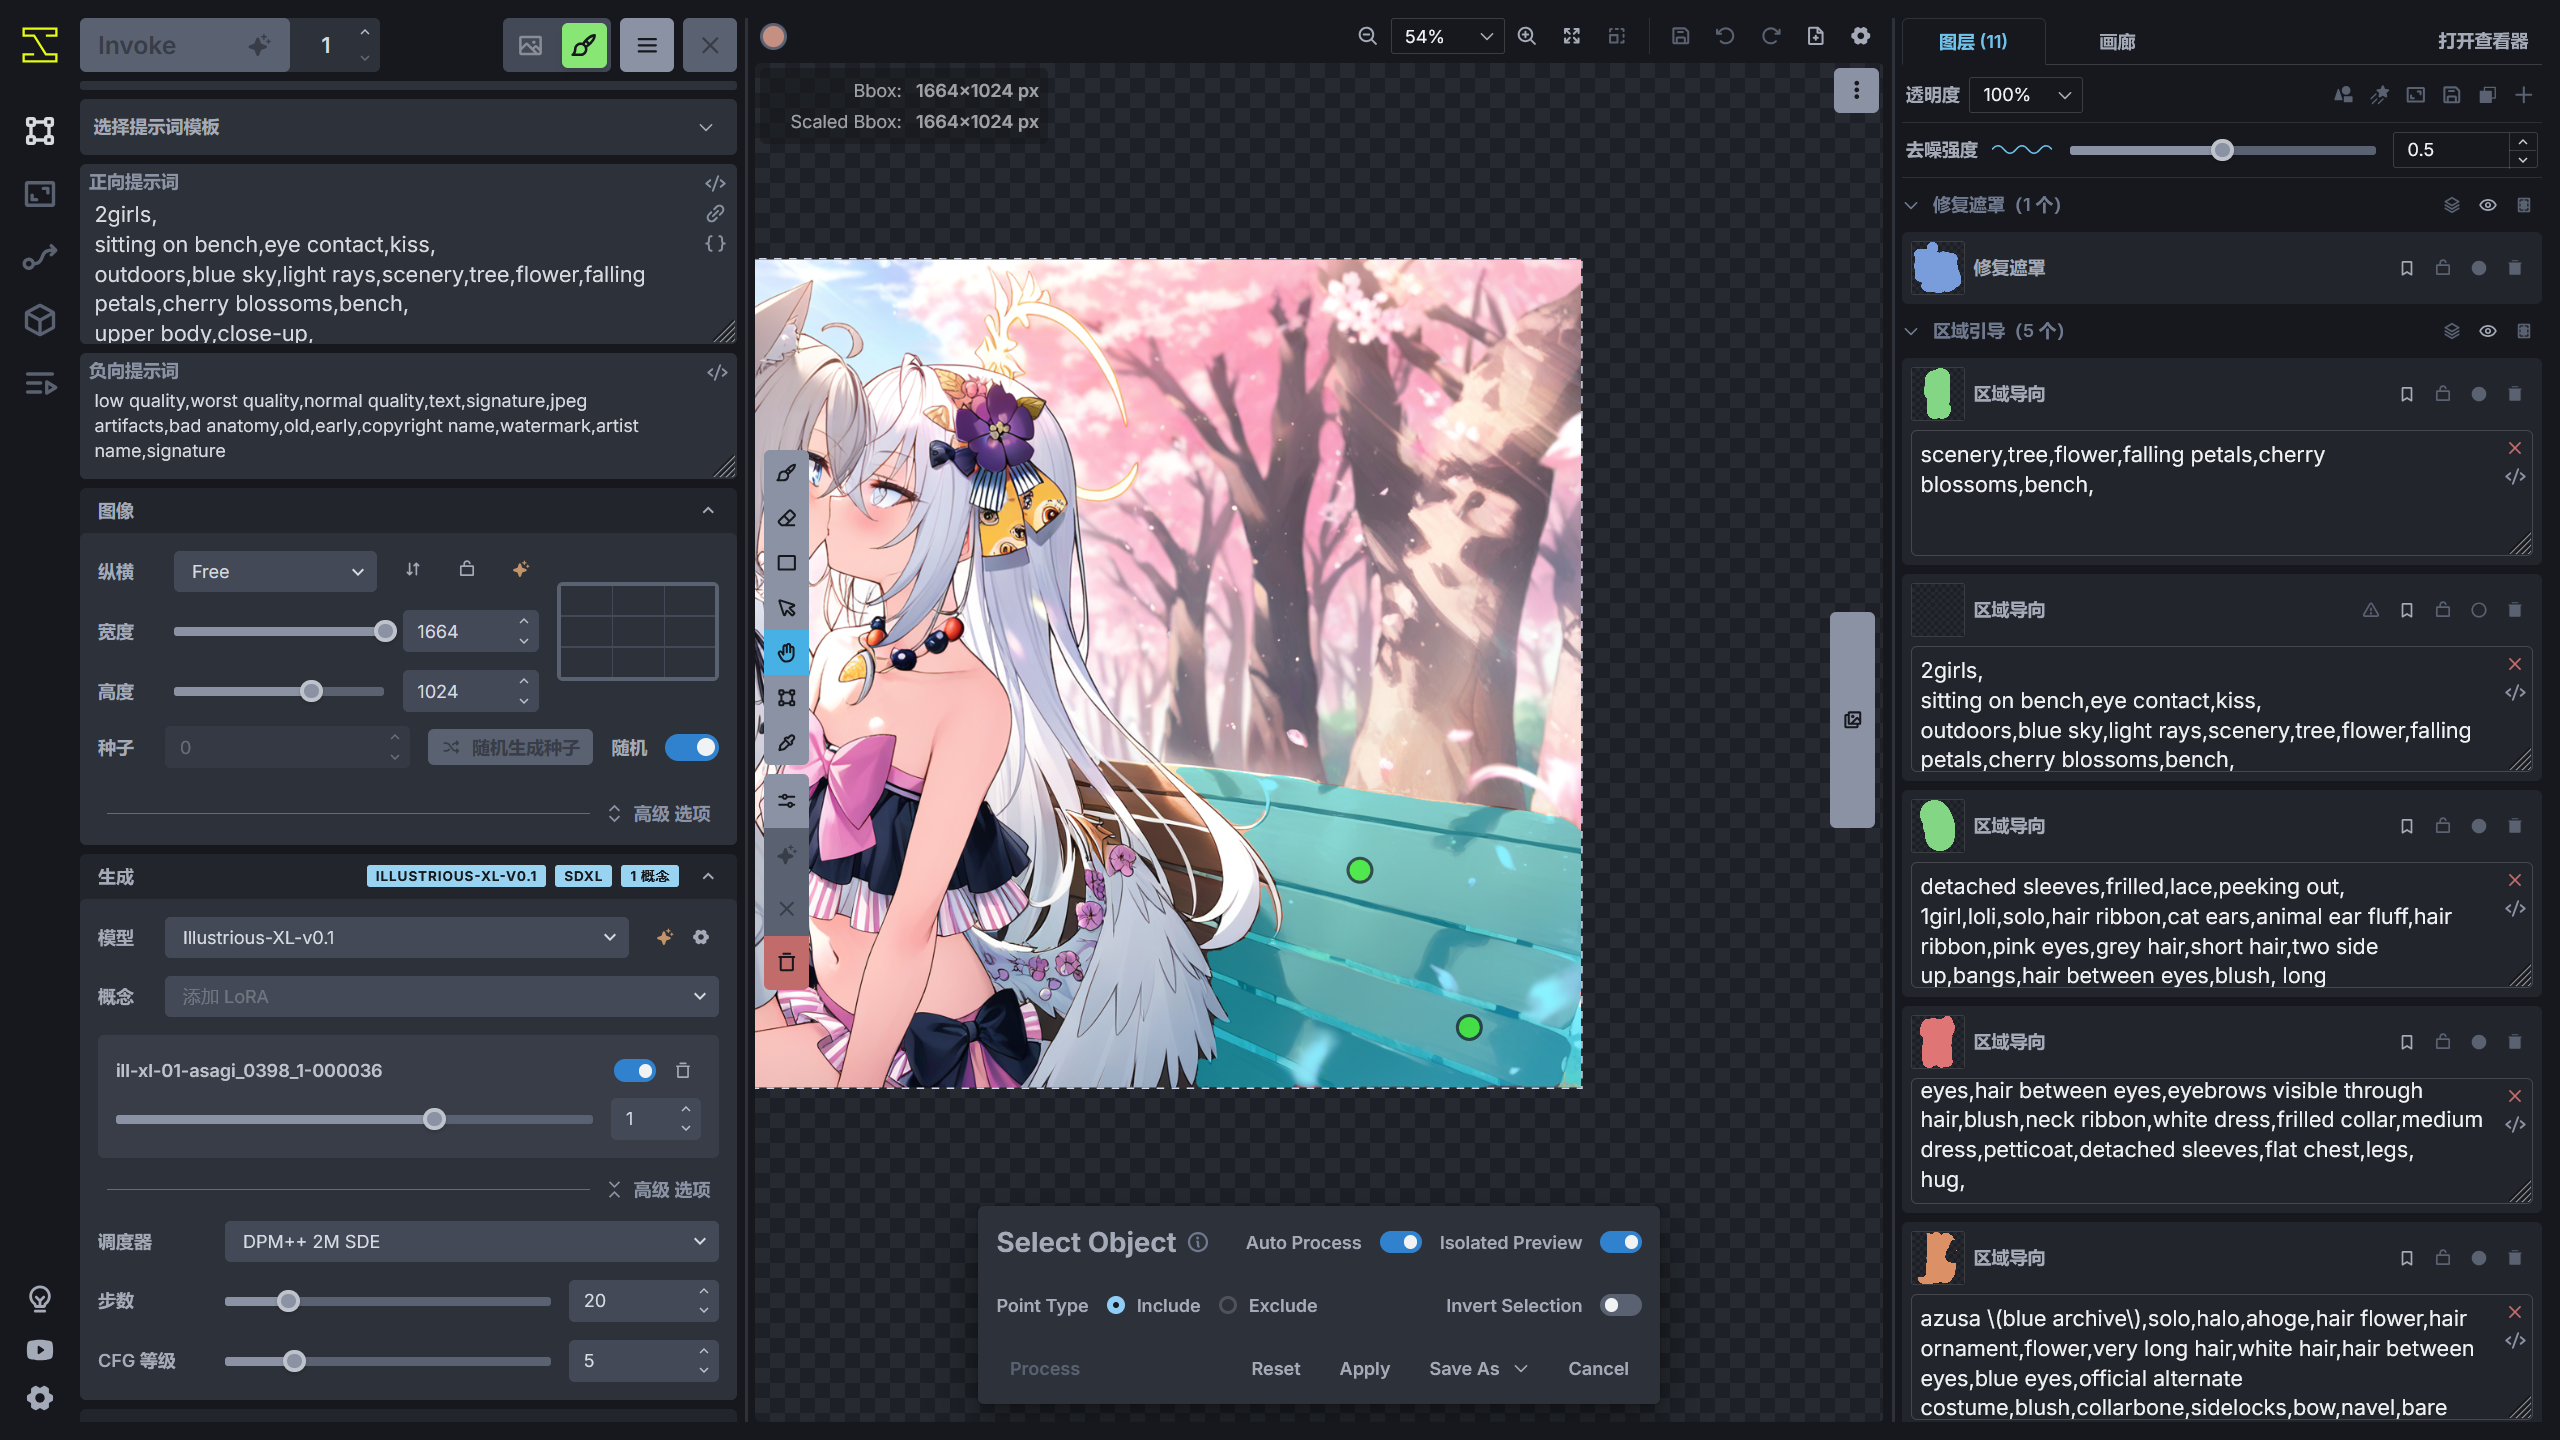 Invoke
1
选择提示词模板
正向提示词
2girls,
sitting on bench,eye contact,kiss,
outdoors,blue sky,light rays,scenery,tree,flower,falling
petals,cherry blossoms,bench,
upper body,close-up,
负向提示词
low quality,worst quality,normal quality,text,signature,jpeg
artifacts,bad anatomy,old,early,copyright name,watermark,artist
name,signature
图像
纵横
Free
宽度
1664
高度
1024
种子
0
随机生成种子
随机
高级 选项
生成
ILLUSTRIOUS-XL-V0.1
SDXL
1 概念
模型
Illustrious-XL-v0.1
概念
添加 LoRA
ill-xl-01-asagi_0398_1-000036
1
高级 选项
调度器
DPM++ 2M SDE
步数
20
CFG 等级
5
54%
Bbox: 1664×1024 px
Scaled Bbox: 1664×1024 px
Select Object
Auto Process
Isolated Preview
Point Type
Include
Exclude
Invert Selection
Process
Reset
Apply
Save As
Cancel
图层 (11)
画廊
打开查看器
透明度
100%
去噪强度
0.5
修复遮罩（1 个）
修复遮罩
区域引导（5 个）
区域导向
scenery,tree,flower,falling petals,cherry
blossoms,bench,
区域导向
2girls,
sitting on bench,eye contact,kiss,
outdoors,blue sky,light rays,scenery,tree,flower,falling
petals,cherry blossoms,bench,
区域导向
detached sleeves,frilled,lace,peeking out,
1girl,loli,solo,hair ribbon,cat ears,animal ear fluff,hair
ribbon,pink eyes,grey hair,short hair,two side
up,bangs,hair between eyes,blush, long
区域导向
eyes,hair between eyes,eyebrows visible through
hair,blush,neck ribbon,white dress,frilled collar,medium
dress,petticoat,detached sleeves,flat chest,legs,
hug,
区域导向
azusa \(blue archive\),solo,halo,ahoge,hair flower,hair
ornament,flower,very long hair,white hair,hair between
eyes,blue eyes,official alternate
costume,blush,collarbone,sidelocks,bow,navel,bare